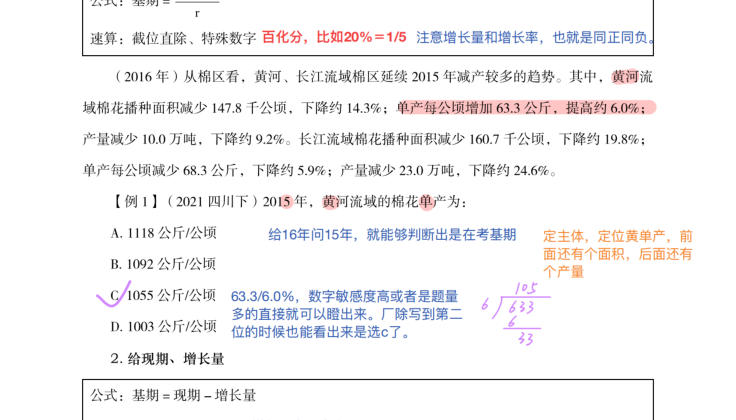 公式：基期 = ———
r
速算：截位直除、特殊数字 百化分，比如20%＝1/5 注意增长量和增长率，也就是同正同负。
（2016 年）从棉区看，黄河、长江流域棉区延续 2015 年减产较多的趋势。其中，黄河流
域棉花播种面积减少 147.8 千公顷，下降约 14.3%；单产每公顷增加 63.3 公斤，提高约 6.0%；
产量减少 10.0 万吨，下降约 9.2%。长江流域棉花播种面积减少 160.7 千公顷，下降约 19.8%；
单产每公顷减少 68.3 公斤，下降约 5.9%；产量减少 23.0 万吨，下降约 24.6%。
【例 1】（2021 四川下）2015 年，黄河流域的棉花单产为：
A. 1118 公斤/公顷
给16年问15年，就能够判断出是在考基期
定主体，定位黄单产，前
面还有个面积，后面还有
个产量
B. 1092 公斤/公顷
C. 1055 公斤/公顷
63.3/6.0%，数字敏感度高或者是题量
多的直接就可以瞪出来。厂除写到第二
位的时候也能看出来是选c了。
D. 1003 公斤/公顷
105
6 633
6
33
2. 给现期、增长量
公式：基期 = 现期 − 增长量